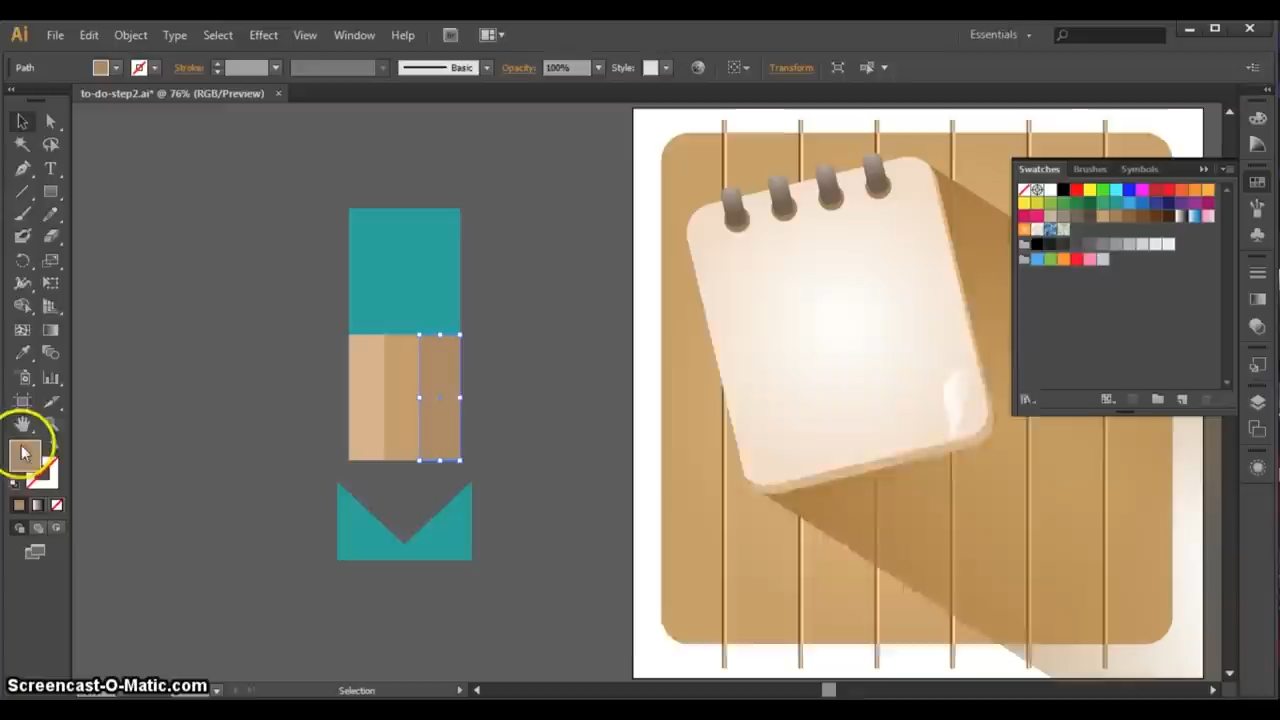 Ai File Edit Object Type Select Effect View Window Help Br Essentials
Path Stroke: Basic Opacity: 100% Style: Transform
to-do-step2.ai* @ 76% (RGB/Preview) ×
Swatches Brushes Symbols
T
Screencast-O-Matic.com
Selection